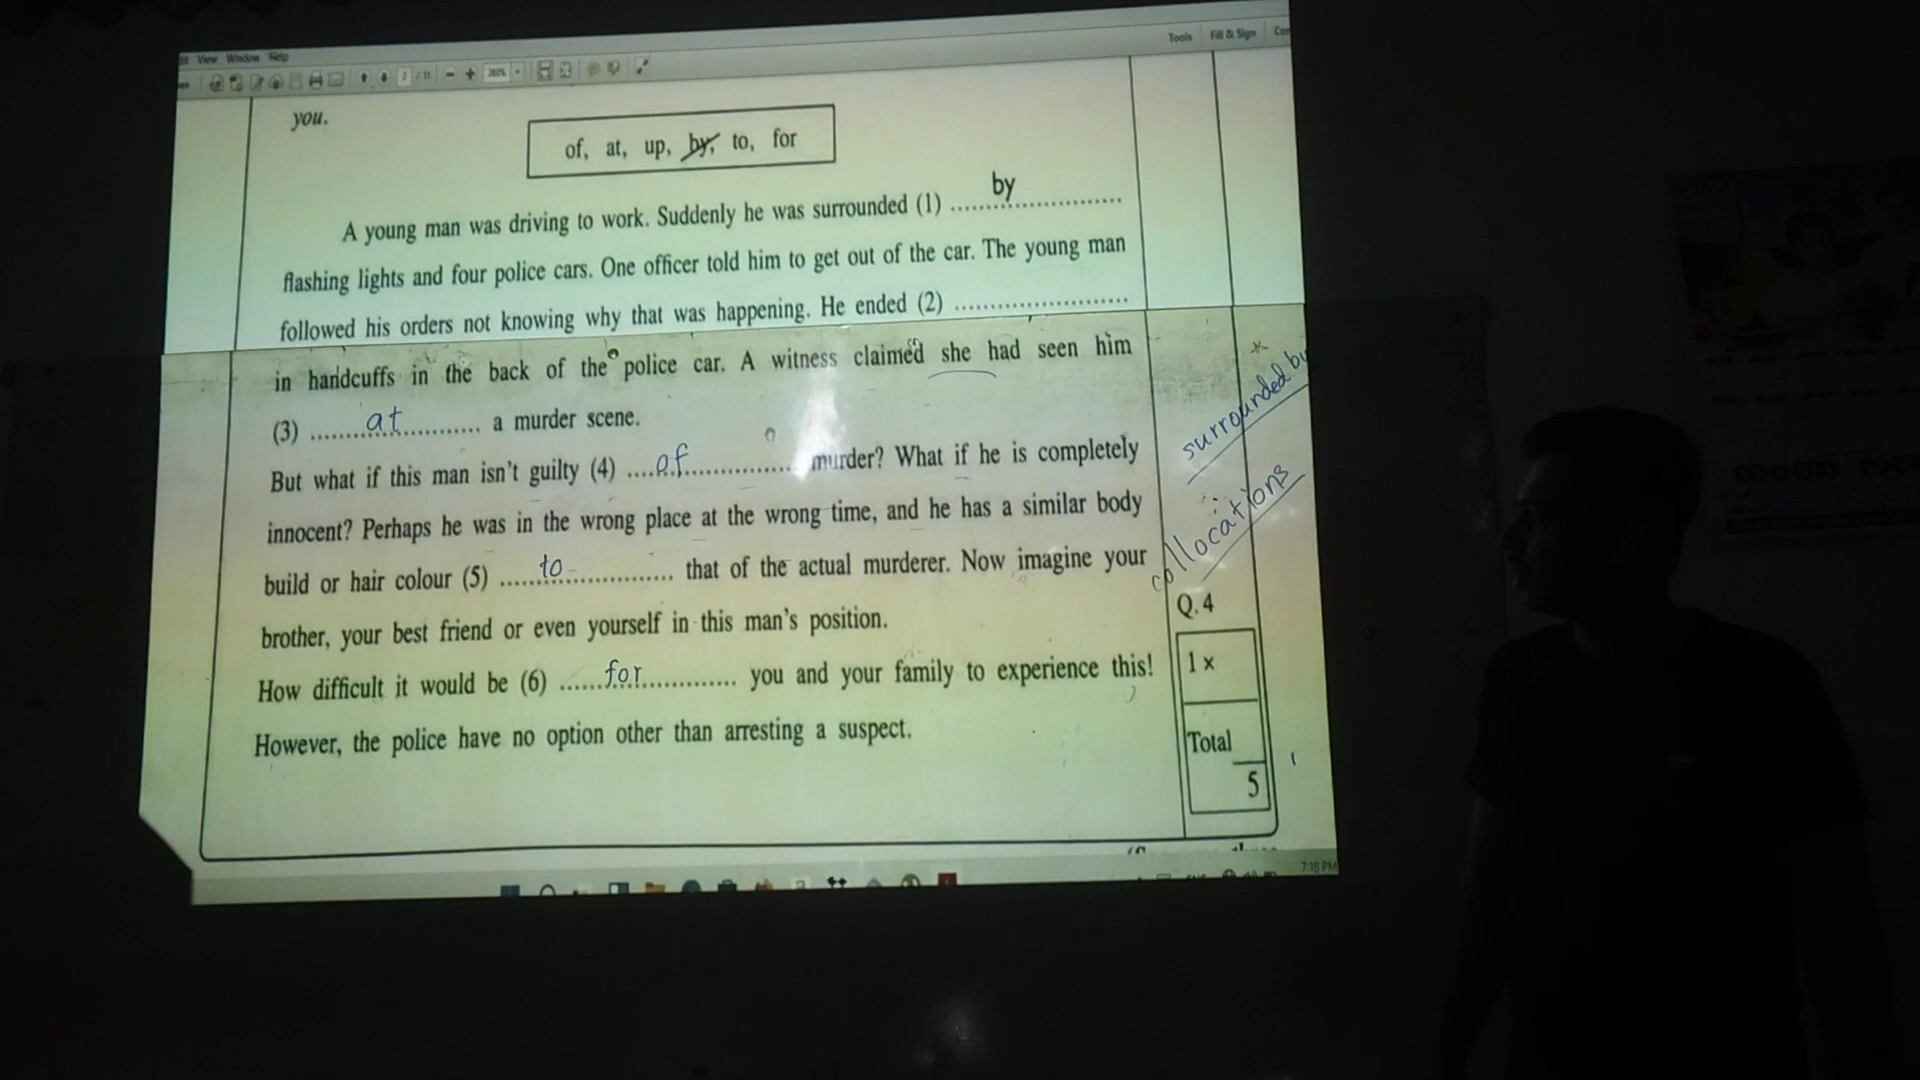 View Window Help
Tools Fill & Sign
you.
of, at, up, by, to, for
by
A young man was driving to work. Suddenly he was surrounded (1) ........................
flashing lights and four police cars. One officer told him to get out of the car. The young man
followed his orders not knowing why that was happening. He ended (2) ........................
in handcuffs in the back of the police car. A witness claimed she had seen him
(3) ........at............ a murder scene.
But what if this man isn't guilty (4) ....of............... murder? What if he is completely
innocent? Perhaps he was in the wrong place at the wrong time, and he has a similar body
build or hair colour (5) ......to............... that of the actual murderer. Now imagine your
brother, your best friend or even yourself in this man's position.
How difficult it would be (6) ......for............... you and your family to experience this!
However, the police have no option other than arresting a suspect.
surrounded by
collocations
Q.4
1 x
Total
5
7:18 PM